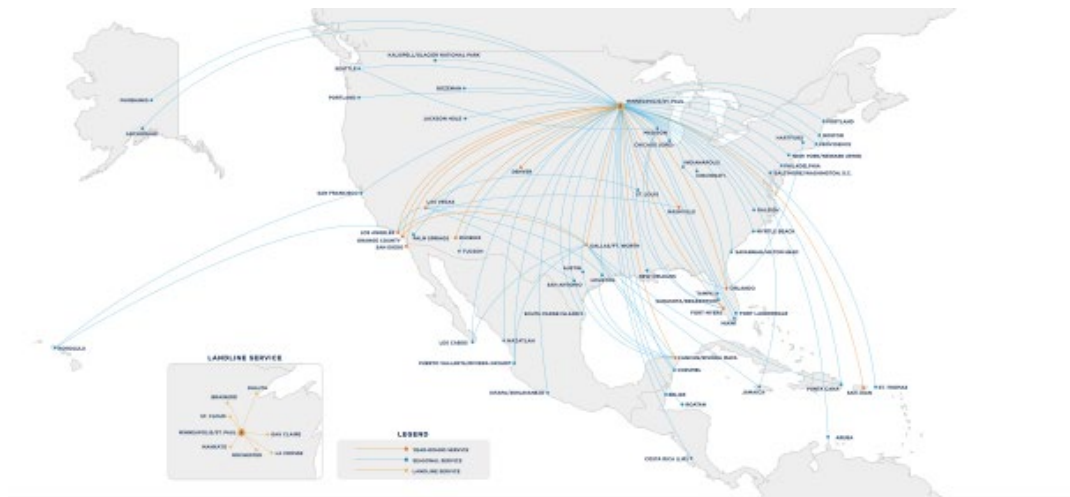 KALISPELL/GLACIER NATIONAL PARK
SEATTLE
BOZEMAN
PORTLAND
FAIRBANKS
MINNEAPOLIS/ST. PAUL
JACKSON HOLE
ANCHORAGE
PORTLAND
MADISON
BOSTON
HARTFORD
PROVIDENCE
CHICAGO
NEW YORK/NEWARK
INDIANAPOLIS
PHILADELPHIA
DENVER
CINCINNATI
BALTIMORE/WASHINGTON, D.C.
SAN FRANCISCO
ST. LOUIS
LAS VEGAS
NASHVILLE
RALEIGH
LOS ANGELES
ORANGE COUNTY
PALM SPRINGS
PHOENIX
MYRTLE BEACH
SAN DIEGO
TUCSON
DALLAS/FT. WORTH
SAVANNAH/HILTON HEAD
AUSTIN
HOUSTON
NEW ORLEANS
SAN ANTONIO
ORLANDO
TAMPA
SARASOTA/BRADENTON
FORT MYERS
FORT LAUDERDALE
MIAMI
SOUTH PADRE ISLAND
HONOLULU
LOS CABOS
MAZATLAN
CANCUN/RIVIERA MAYA
PUERTO VALLARTA/RIVIERA NAYARIT
COZUMEL
IXTAPA/ZIHUATANEJO
BELIZE
ROATAN
JAMAICA
PUNTA CANA
SAN JUAN
ST. THOMAS
ARUBA
COSTA RICA (LIR)
LANDLINE SERVICE
DULUTH
BRAINERD
ST. CLOUD
MINNEAPOLIS/ST. PAUL
EAU CLAIRE
MANKATO
ROCHESTER
LA CROSSE
LEGEND
YEAR-ROUND SERVICE
SEASONAL SERVICE
LANDLINE SERVICE